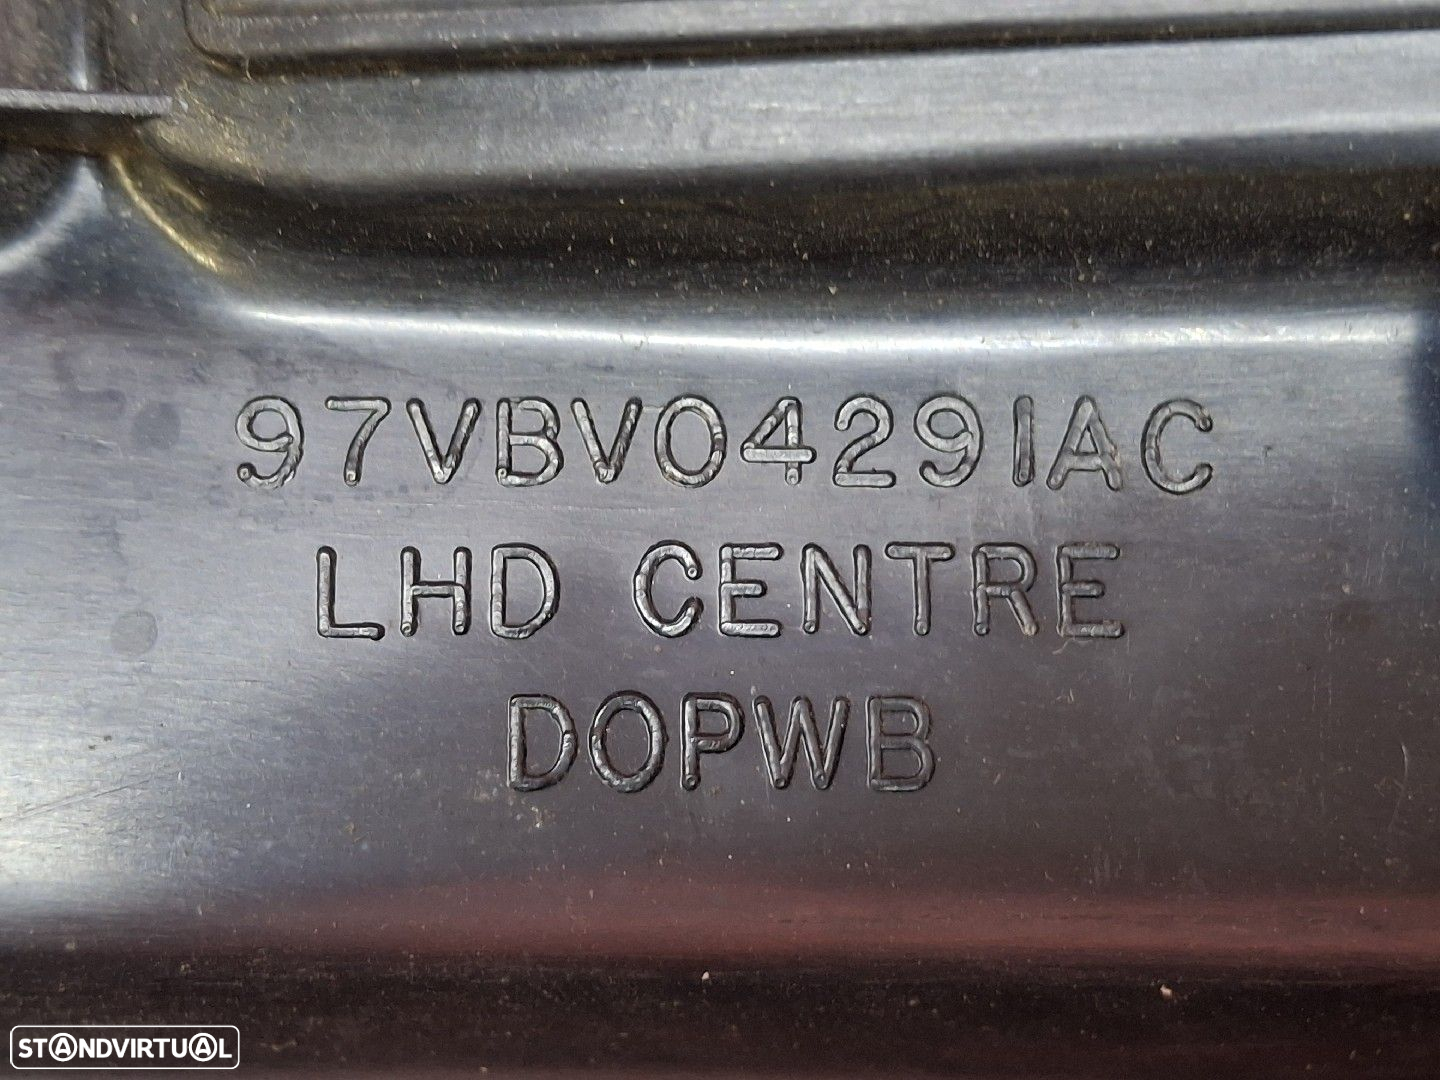 97VBV04291AC
LHD CENTRE
DOPWB
STANDVIRTUAL